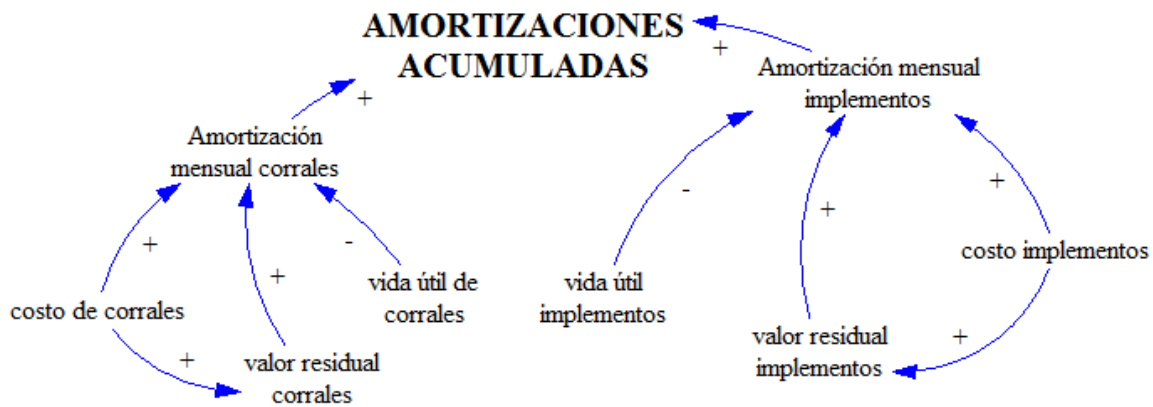 AMORTIZACIONES
ACUMULADAS
+
+
Amortización mensual
implementos
Amortización
mensual corrales
-
+
+
+
-
+
costo implementos
costo de corrales
vida útil de
corrales
vida útil
implementos
+
valor residual
corrales
valor residual
implementos
+